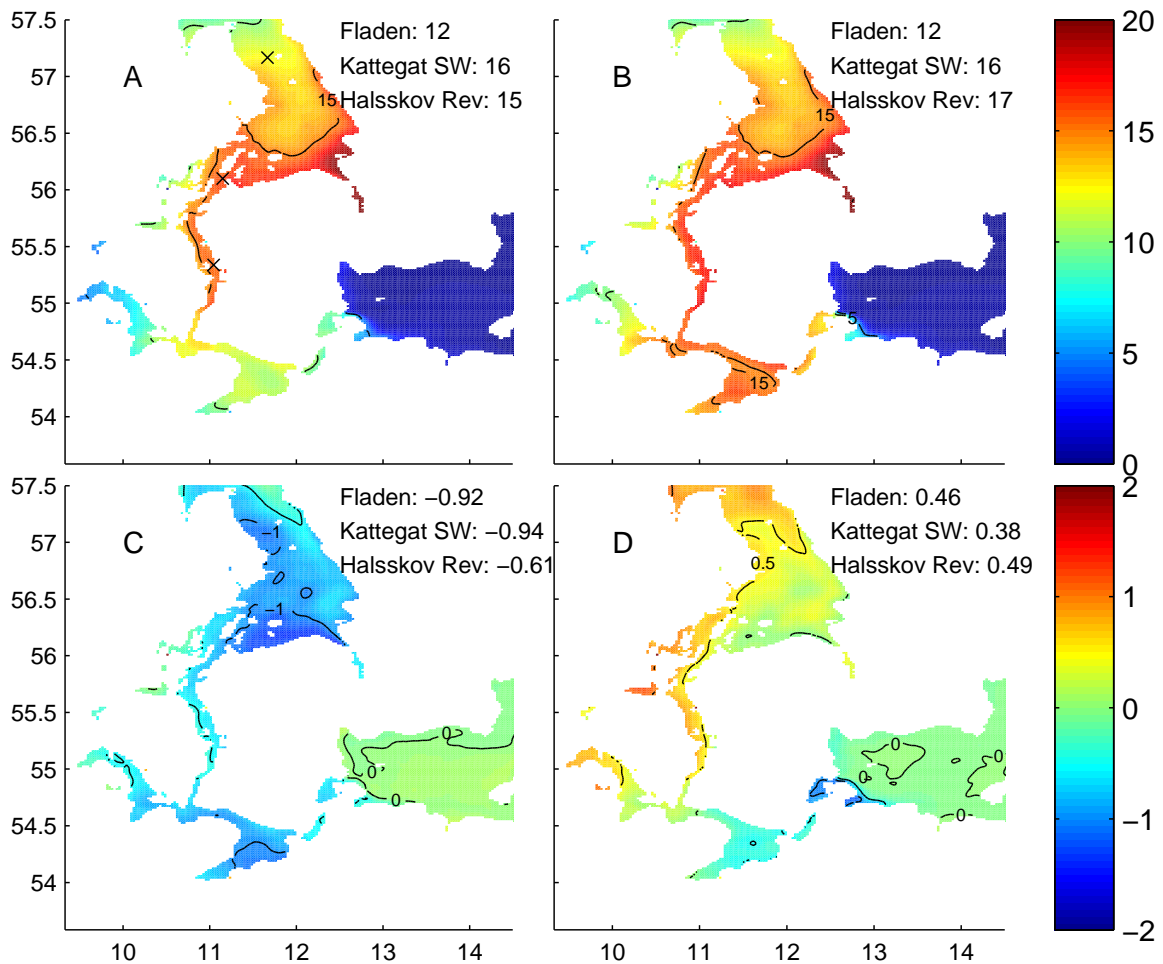 57.5
57
56.5
56
55.5
55
54.5
54
A
Fladen: 12
Kattegat SW: 16
Halsskov Rev: 15
15
B
Fladen: 12
Kattegat SW: 16
Halsskov Rev: 17
15
5
15
20
15
10
5
0
57.5
57
56.5
56
55.5
55
54.5
54
C
Fladen: −0.92
Kattegat SW: −0.94
Halsskov Rev: −0.61
−1
−1
0
0
0
D
Fladen: 0.46
Kattegat SW: 0.38
Halsskov Rev: 0.49
0.5
0
0
0
2
1
0
−1
−2
10 11 12 13 14
10 11 12 13 14